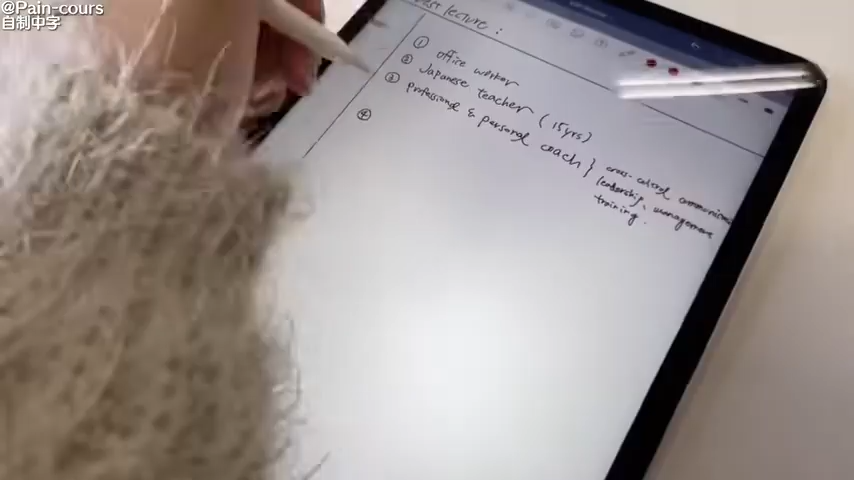 @Pain-cours
自制中字
lecture :
① office worker
② Japanese teacher (15yrs)
③ professional & personal coach }
leadership, management
training.
④